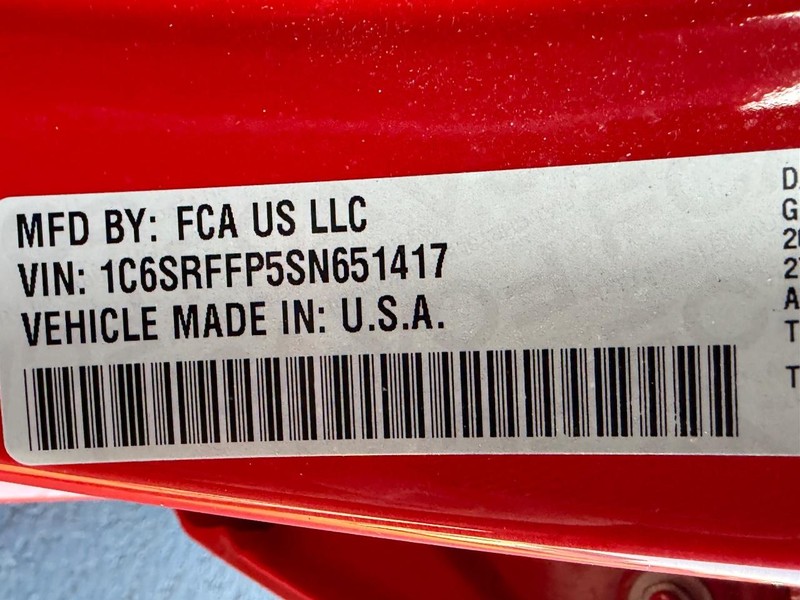 MFD BY: FCA US LLC
VIN: 1C6SRFFP5SN651417
VEHICLE MADE IN: U.S.A.